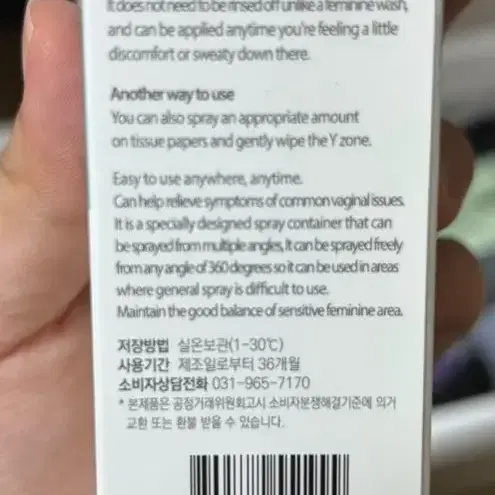 It does not need to be rinsed off unlike a feminine wash,
and can be applied anytime you're feeling a little
discomfort or sweaty down there.
Another way to use
You can also spray an appropriate amount
on tissue papers and gently wipe the Y zone.
Easy to use anywhere, anytime.
Can help relieve symptoms of common vaginal issues.
It is a specially designed spray container that can
be sprayed from multiple angles, It can be sprayed freely
from any angle of 360 degrees so it can be used in areas
where general spray is difficult to use.
Maintain the good balance of sensitive feminine area.
저장방법 실온보관(1-30℃)
사용기간 제조일로부터 36개월
소비자상담전화 031-965-7170
* 본제품은 공정거래위원회고시 소비자분쟁해결기준에 의거
교환 또는 환불 받을 수 있습니다.